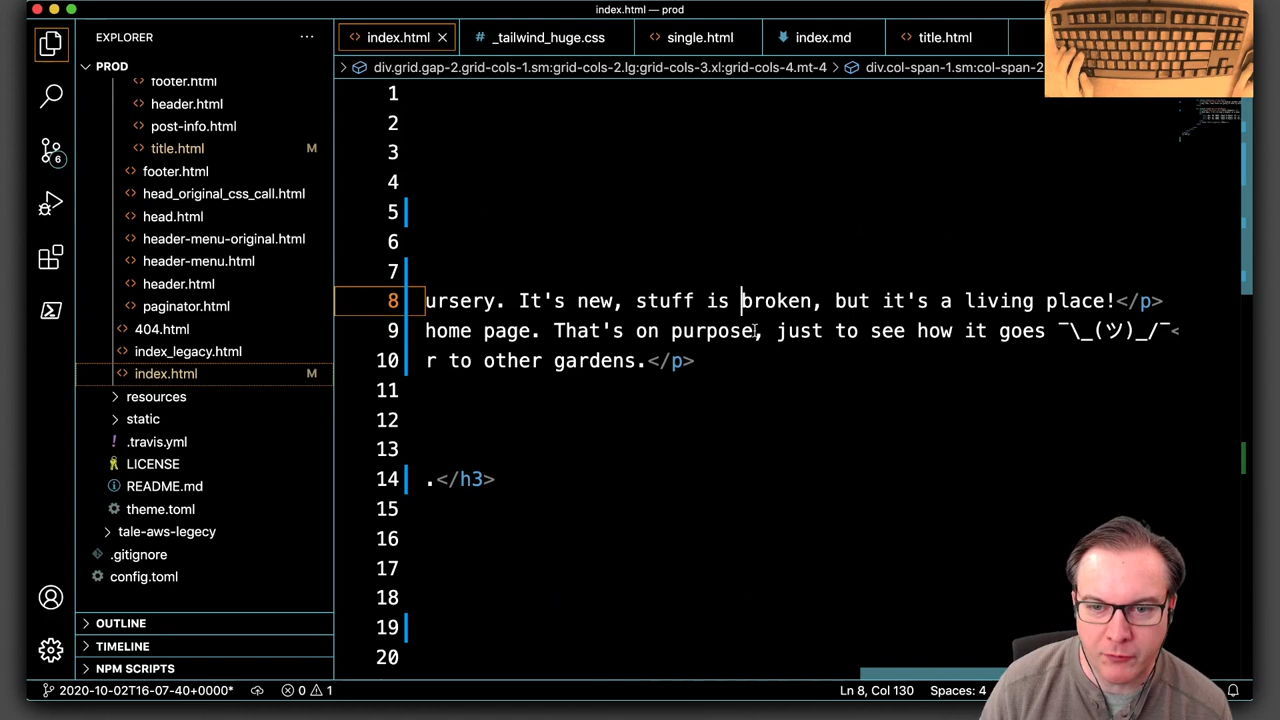 index.html — prod
EXPLORER
index.html
_tailwind_huge.css
single.html
index.md
title.html
PROD
div.grid.gap-2.grid-cols-1.sm:grid-cols-2.lg:grid-cols-3.xl:grid-cols-4.mt-4
div.col-span-1.sm:col-span-2
footer.html
header.html
post-info.html
title.html M
footer.html
head_original_css_call.html
head.html
header-menu-original.html
header-menu.html
header.html
paginator.html
404.html
index_legacy.html
index.html M
resources
static
.travis.yml
LICENSE
README.md
theme.toml
tale-aws-legacy
.gitignore
config.toml
OUTLINE
TIMELINE
NPM SCRIPTS
6
1
2
3
4
5
6
7
8 ursery. It's new, stuff is broken, but it's a living place!</p>
9 home page. That's on purpose, just to see how it goes ¯\_(ツ)_/¯<
10 r to other gardens.</p>
11
12
13
14 .</h3>
15
16
17
18
19
20
2020-10-02T16-07-40+0000*
0
1
Ln 8, Col 130
Spaces: 4